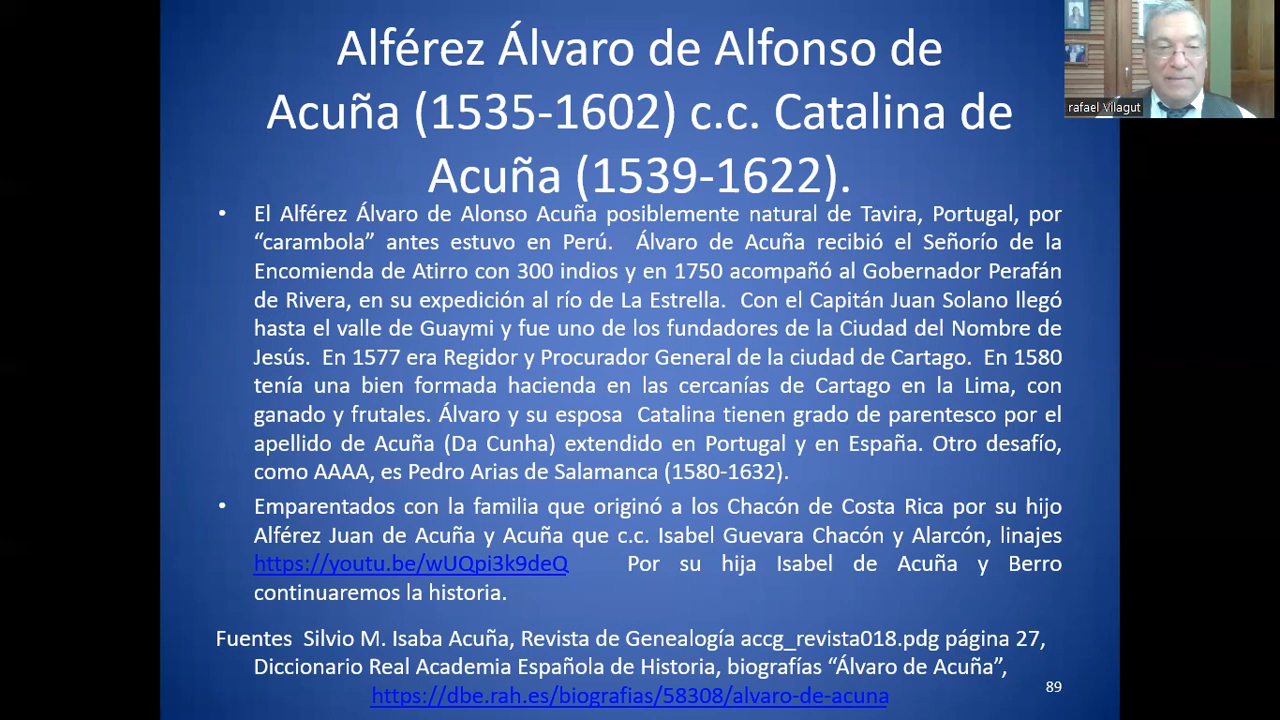 Alférez Álvaro de Alfonso de
Acuña (1535-1602) c.c. Catalina de
Acuña (1539-1622).
rafael Vilagut
• El Alférez Álvaro de Alonso Acuña posiblemente natural de Tavira, Portugal, por
“carambola” antes estuvo en Perú. Álvaro de Acuña recibió el Señorío de la
Encomienda de Atirro con 300 indios y en 1750 acompañó al Gobernador Perafán
de Rivera, en su expedición al río de La Estrella. Con el Capitán Juan Solano llegó
hasta el valle de Guaymi y fue uno de los fundadores de la Ciudad del Nombre de
Jesús. En 1577 era Regidor y Procurador General de la ciudad de Cartago. En 1580
tenía una bien formada hacienda en las cercanías de Cartago en la Lima, con
ganado y frutales. Álvaro y su esposa Catalina tienen grado de parentesco por el
apellido de Acuña (Da Cunha) extendido en Portugal y en España. Otro desafío,
como AAAA, es Pedro Arias de Salamanca (1580-1632).
• Emparentados con la familia que originó a los Chacón de Costa Rica por su hijo
Alférez Juan de Acuña y Acuña que c.c. Isabel Guevara Chacón y Alarcón, linajes
https://youtu.be/wUQpi3k9deQ Por su hija Isabel de Acuña y Berro
continuaremos la historia.
Fuentes Silvio M. Isaba Acuña, Revista de Genealogía accg_revista018.pdg página 27,
Diccionario Real Academia Española de Historia, biografías “Álvaro de Acuña”,
https://dbe.rah.es/biografias/58308/alvaro-de-acuna
89